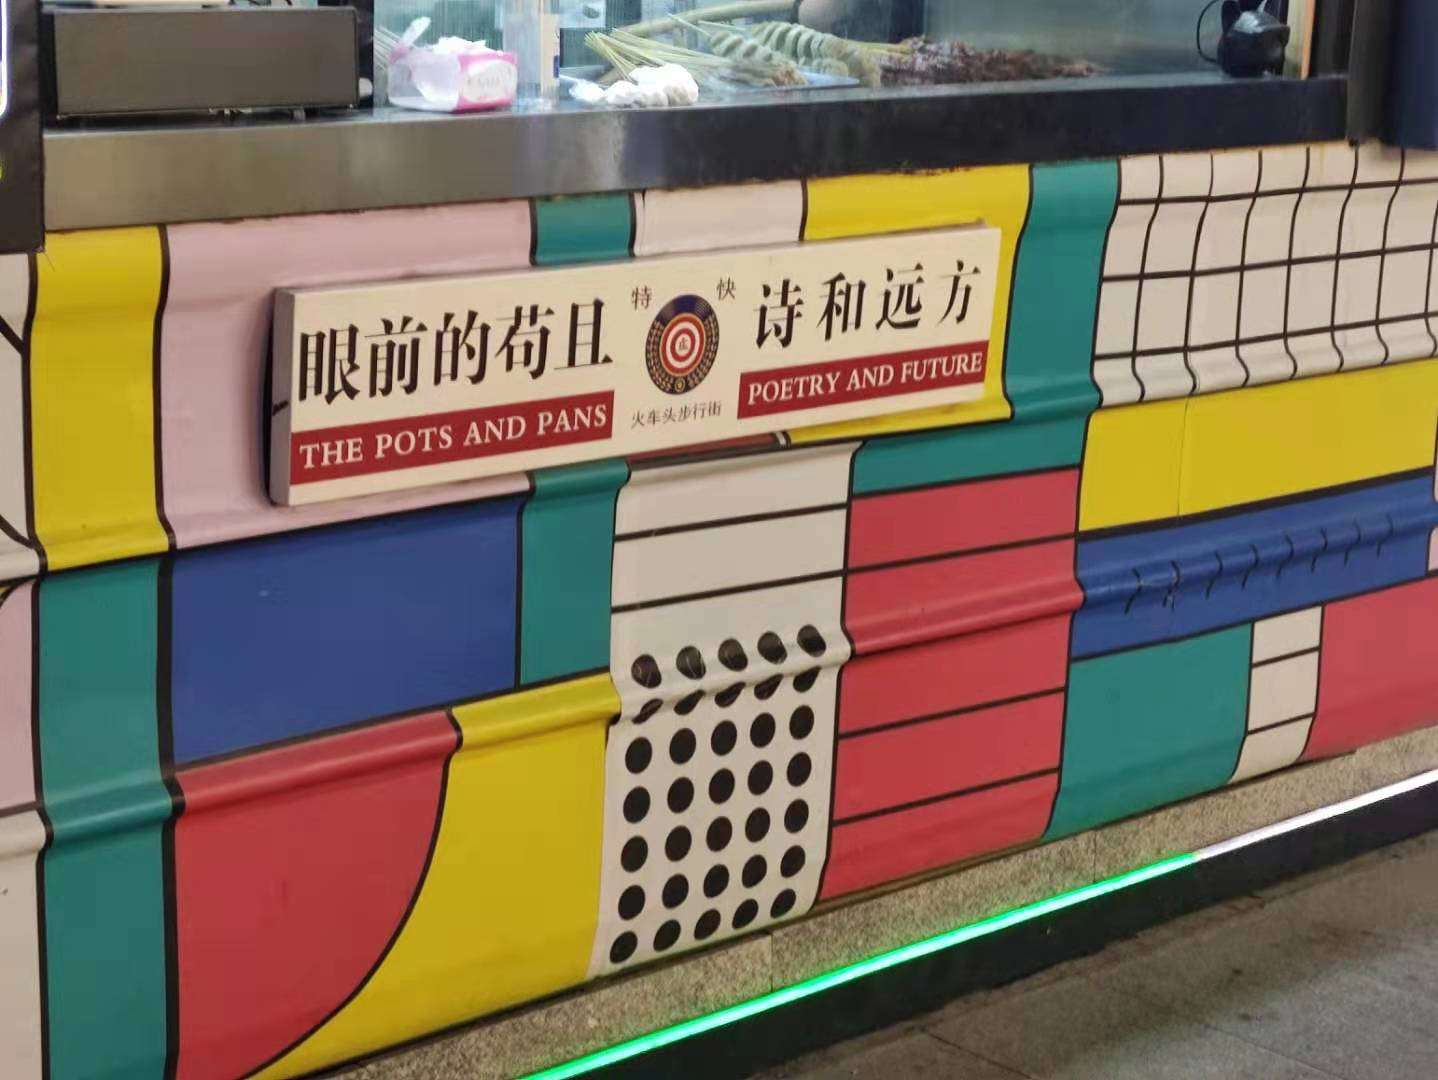 眼前的苟且
THE POTS AND PANS
特 快
火车头步行街
诗和远方
POETRY AND FUTURE